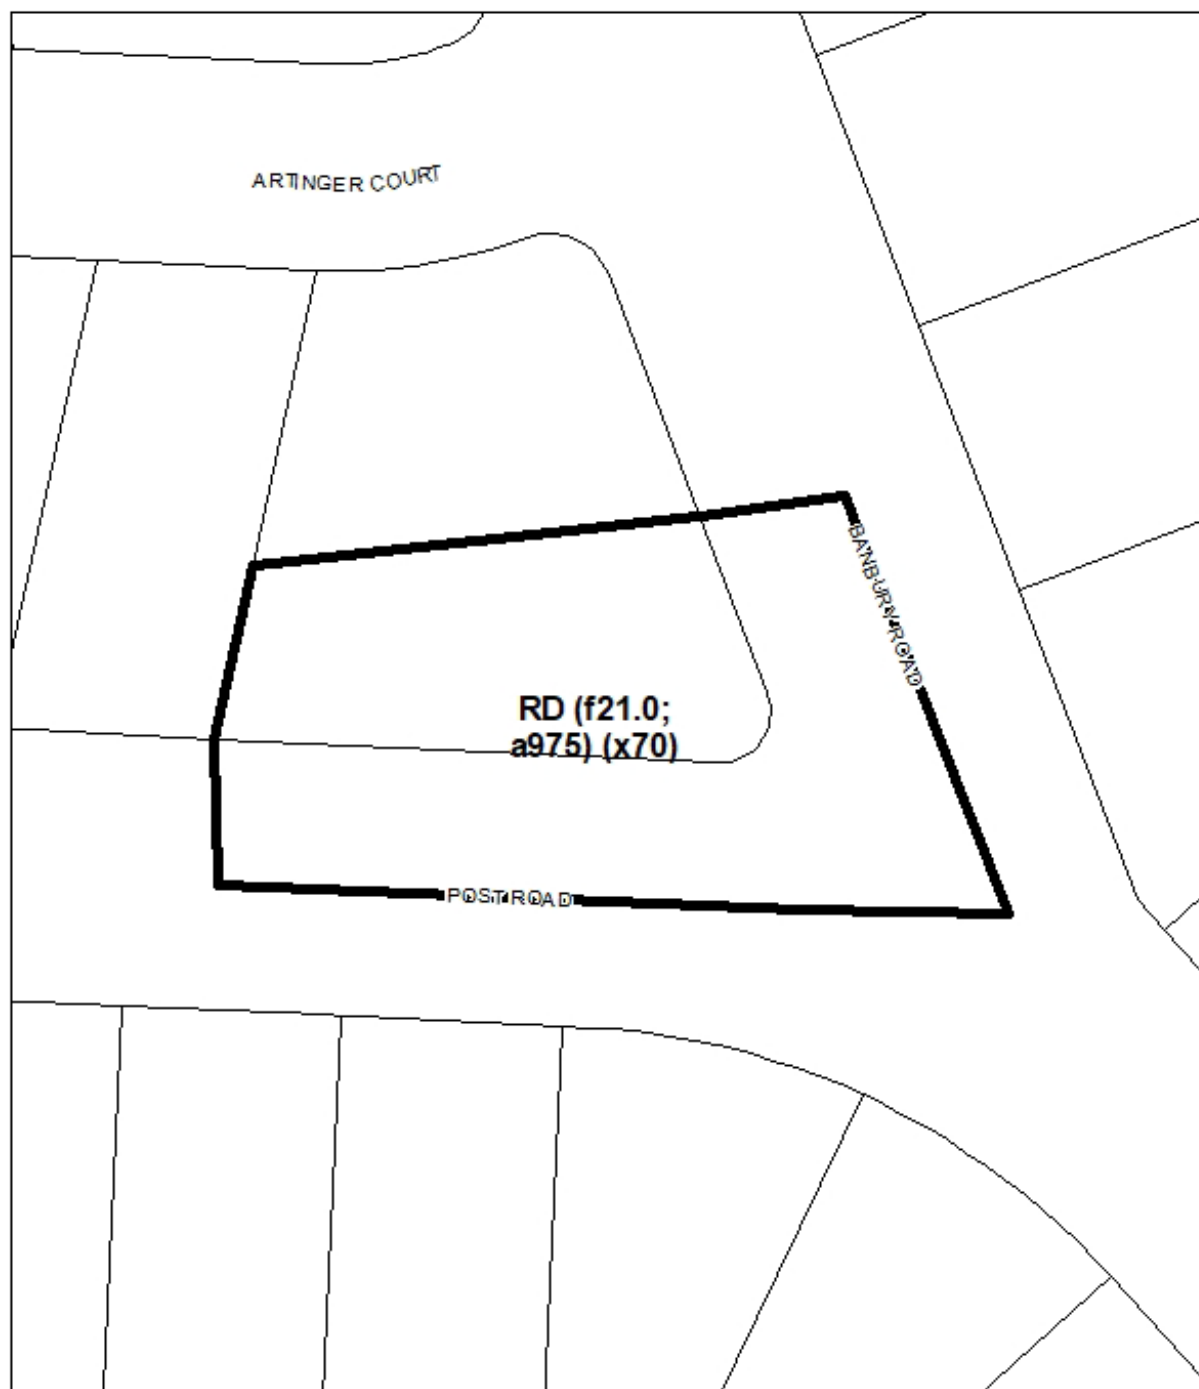 ARTINGER COURT
BANBURY ROAD
RD (f21.0;
a975) (x70)
POST ROAD